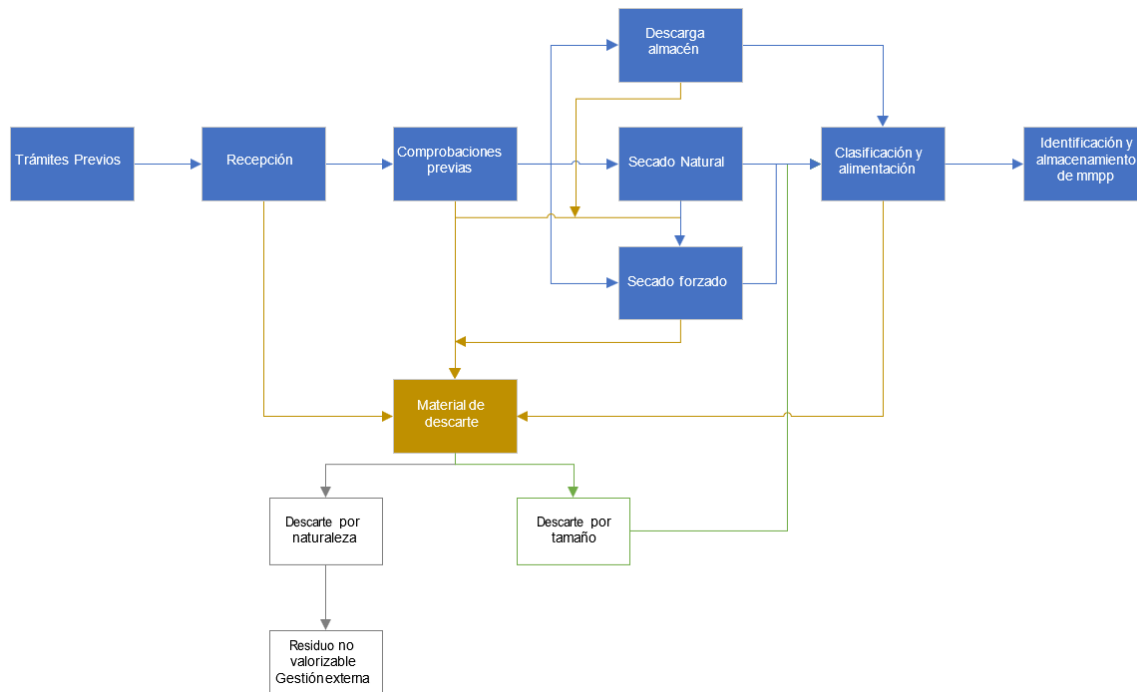 Descarga
almacén
Trámites Previos
Recepción
Comprobaciones
previas
Secado Natural
Clasificación y
alimentación
Identificación y
almacenamiento
de mmpp
Secado forzado
Material de
descarte
Descarte por
naturaleza
Descarte por
tamaño
Residuo no
valorizable
Gestión externa